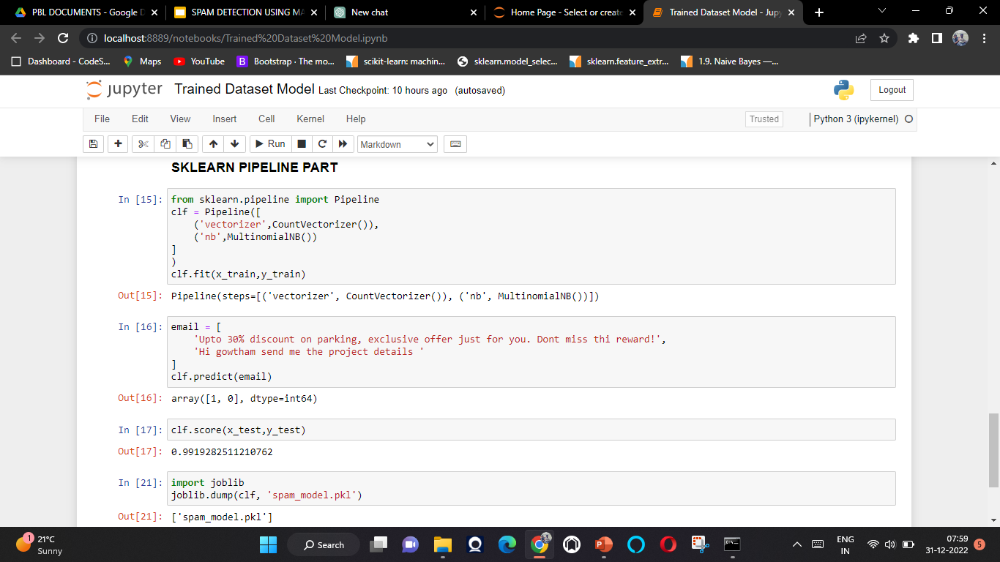 PBL DOCUMENTS - Google D
SPAM DETECTION USING MA
New chat
Home Page - Select or create
Trained Dataset Model - Jupy
localhost:8889/notebooks/Trained%20Dataset%20Model.ipynb
Dashboard - CodeS...
Maps
YouTube
B
Bootstrap · The mo...
scikit-learn: machin...
sklearn.model_selec...
sklearn.feature_extr...
1.9. Naive Bayes —...
jupyter
Trained Dataset Model Last Checkpoint: 10 hours ago (autosaved)
Logout
File
Edit
View
Insert
Cell
Kernel
Help
Trusted
Python 3 (ipykernel)
Run
Markdown
SKLEARN PIPELINE PART
In [15]:
from sklearn.pipeline import Pipeline
clf = Pipeline([
('vectorizer',CountVectorizer()),
('nb',MultinomialNB())
]
)
clf.fit(x_train,y_train)
Out[15]: Pipeline(steps=[('vectorizer', CountVectorizer()), ('nb', MultinomialNB())])
In [16]:
email = [
'Upto 30% discount on parking, exclusive offer just for you. Dont miss thi reward!',
'Hi gowtham send me the project details '
]
clf.predict(email)
Out[16]: array([1, 0], dtype=int64)
In [17]: clf.score(x_test,y_test)
Out[17]: 0.9919282511210762
In [21]:
import joblib
joblib.dump(clf, 'spam_model.pkl')
Out[21]: ['spam_model.pkl']
1
21°C
Sunny
Search
ENG
IN
07:59
31-12-2022
5